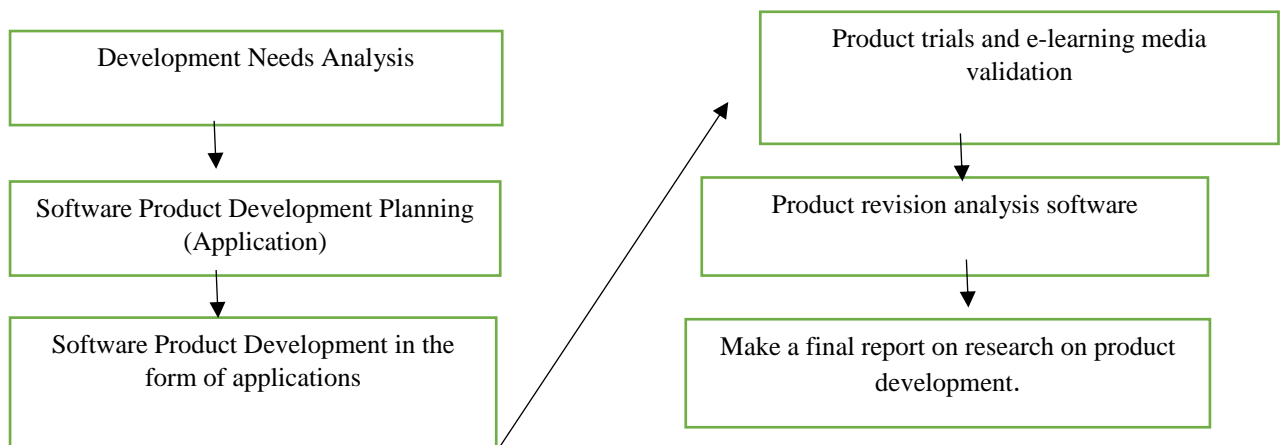 Development Needs Analysis
Software Product Development Planning
(Application)
Software Product Development in the
form of applications
Product trials and e-learning media
validation
Product revision analysis software
Make a final report on research on product
development.